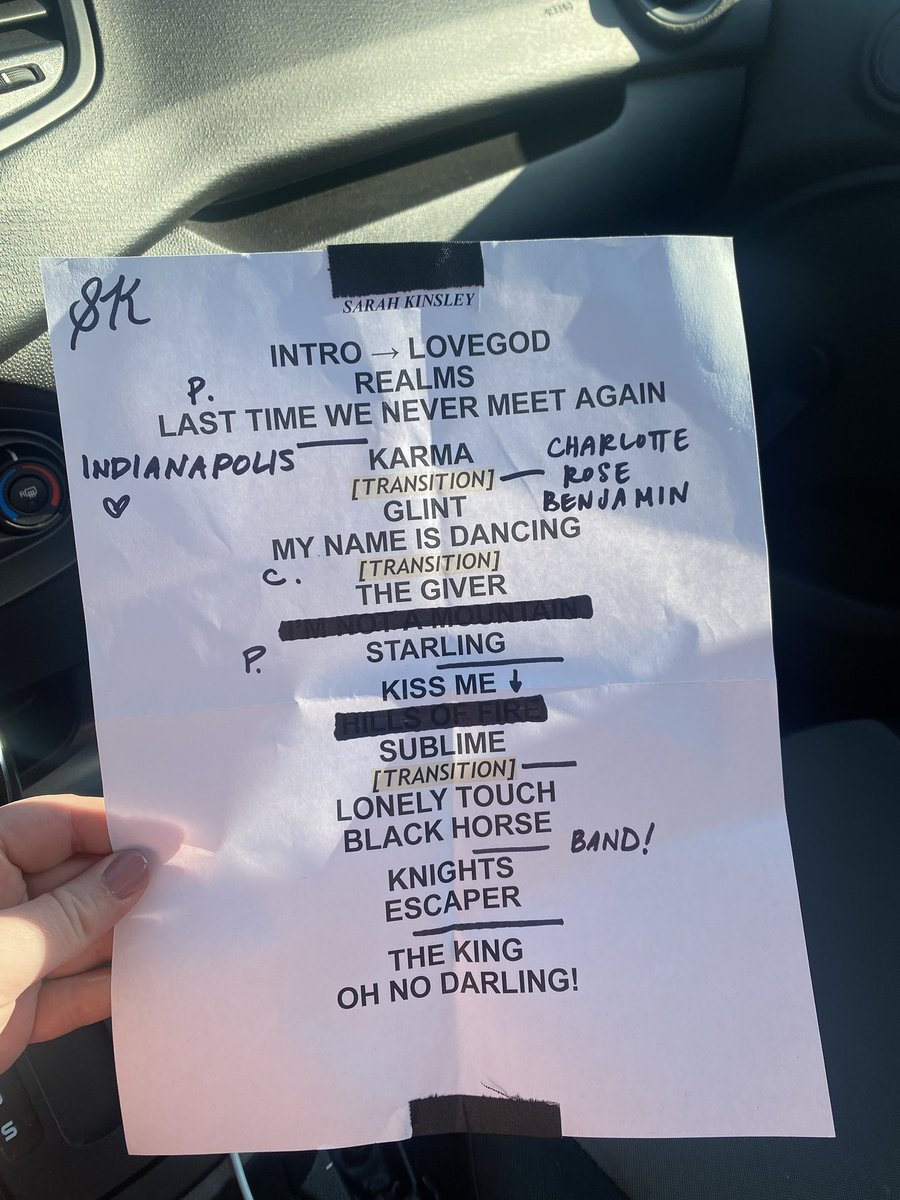 SK
SARAH KINSLEY
INTRO → LOVEGOD
REALMS
P.
LAST TIME WE NEVER MEET AGAIN
INDIANAPOLIS
♡
KARMA
[TRANSITION]
CHARLOTTE
ROSE
BENJAMIN
GLINT
MY NAME IS DANCING
[TRANSITION]
C.
THE GIVER
I'M NOT A MOUNTAIN
P.
STARLING
KISS ME ↓
HILLS OF FIRE
SUBLIME
[TRANSITION]
LONELY TOUCH
BLACK HORSE
BAND!
KNIGHTS
ESCAPER
THE KING
OH NO DARLING!
S